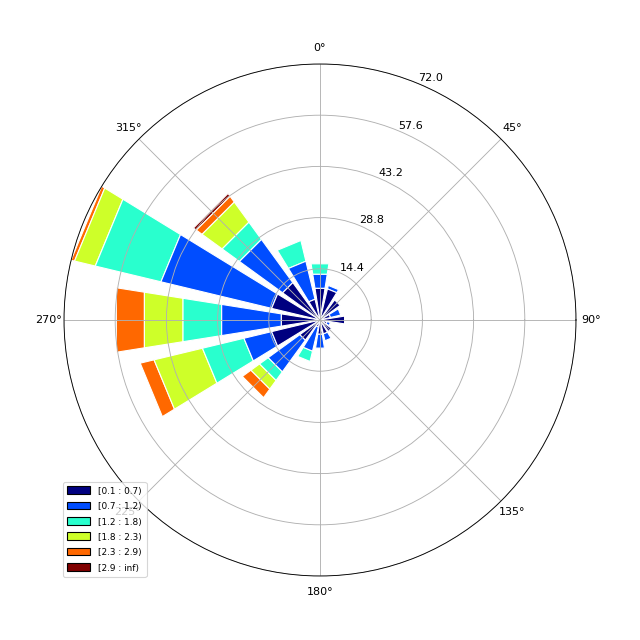 0°
72.0
45°
57.6
315°
43.2
28.8
14.4
270°
90°
[0.1 : 0.7)
[0.7 : 1.2)
225°
[1.2 : 1.8)
[1.8 : 2.3)
[2.3 : 2.9)
[2.9 : inf)
135°
180°